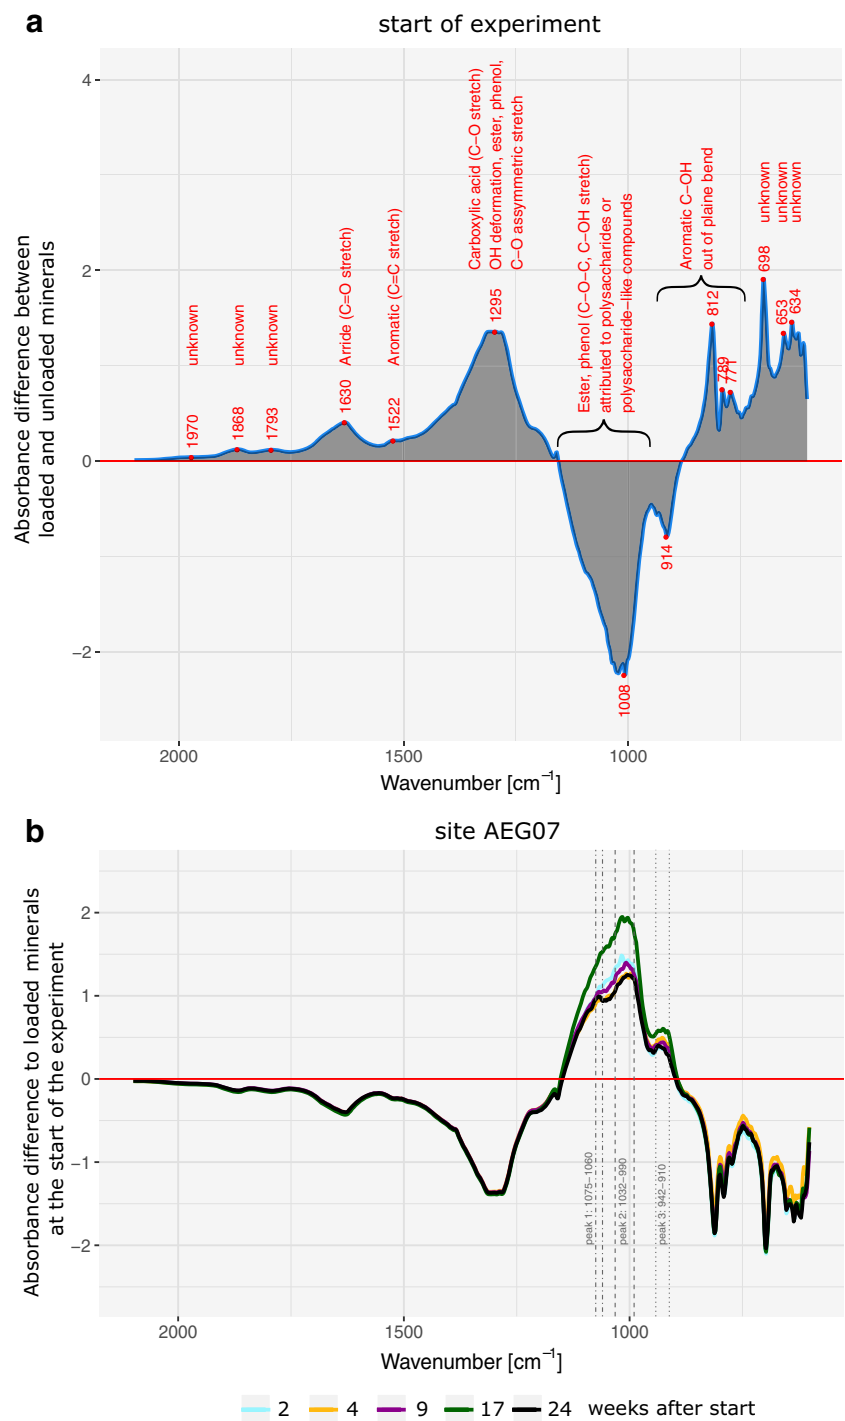 a
start of experiment
Absorbance difference between
loaded and unloaded minerals
4
2
0
−2
1970
unknown
1868
unknown
1793
unknown
1630
Arride (C=O stretch)
1522
Aromatic (C=C stretch)
1295
Carboxylic acid (C−O stretch)
OH deformation, ester, phenol,
C−O assymetric stretch
Ester, phenol (C−O−C, C−OH stretch)
attributed to polysaccharides or
polysaccharide−like compounds
1008
914
Aromatic C−OH
out of plaine bend
812
789
771
698
unknown
653
unknown
634
unknown
2000
1500
1000
Wavenumber [cm−1]
b
site AEG07
Absorbance difference to loaded minerals
at the start of the experiment
2
1
0
−1
−2
peak 1: 1075−1060
peak 2: 1032−990
peak 3: 942−910
2000
1500
1000
Wavenumber [cm−1]
2 4 9 17 24 weeks after start